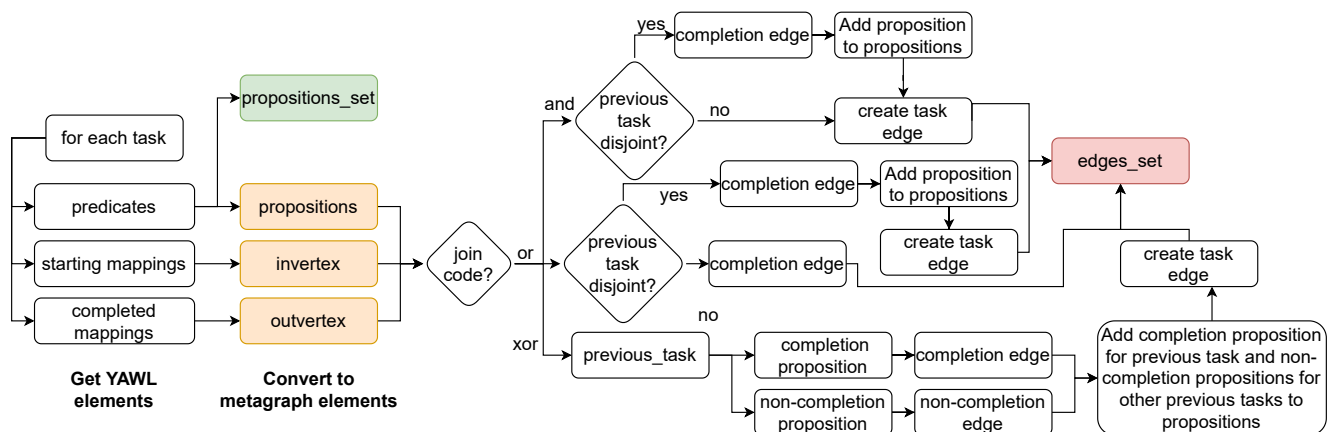 for each task
predicates
starting mappings
completed
mappings
Get YAWL
elements
propositions_set
propositions
invertex
outvertex
Convert to
metagraph elements
join
code?
and
or
xor
previous
task
disjoint?
yes
completion edge
Add proposition
to propositions
no
create task
edge
previous
task
disjoint?
yes
completion edge
Add proposition
to propositions
create task
edge
completion edge
no
previous_task
completion
proposition
completion edge
non-completion
proposition
non-completion
edge
Add completion proposition
for previous task and non-
completion propositions for
other previous tasks to
propositions
create task
edge
edges_set